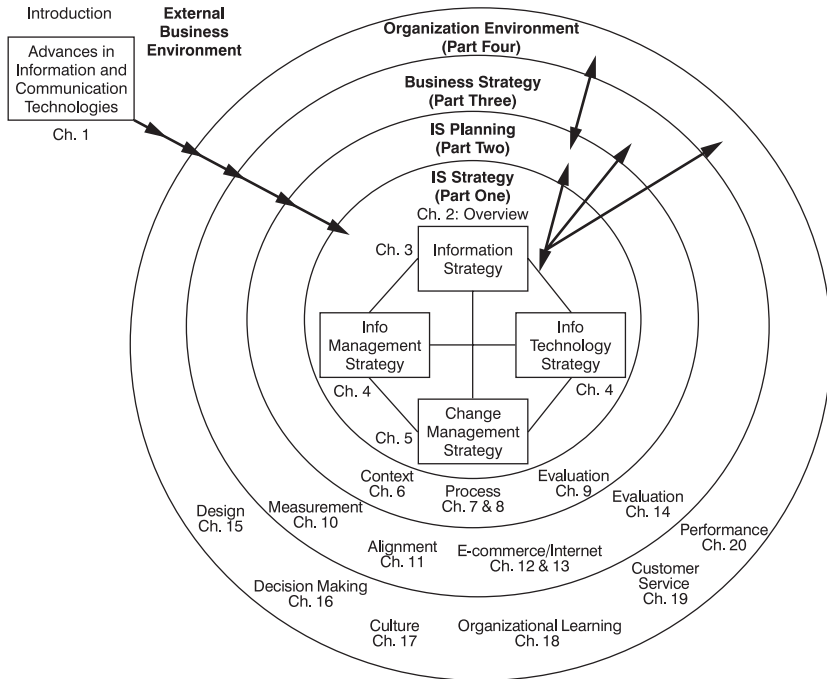 Introduction
External
Business
Environment
Advances in
Information and
Communication
Technologies
Ch. 1
Organization Environment
(Part Four)
Business Strategy
(Part Three)
IS Planning
(Part Two)
IS Strategy
(Part One)
Ch. 2: Overview
Ch. 3
Information
Strategy
Info
Management
Strategy
Ch. 4
Info
Technology
Strategy
Ch. 4
Ch. 5
Change
Management
Strategy
Context
Ch. 6
Process
Ch. 7 & 8
Evaluation
Ch. 9
Measurement
Ch. 10
Alignment
Ch. 11
E-commerce/Internet
Ch. 12 & 13
Evaluation
Ch. 14
Design
Ch. 15
Decision Making
Ch. 16
Culture
Ch. 17
Organizational Learning
Ch. 18
Customer
Service
Ch. 19
Performance
Ch. 20